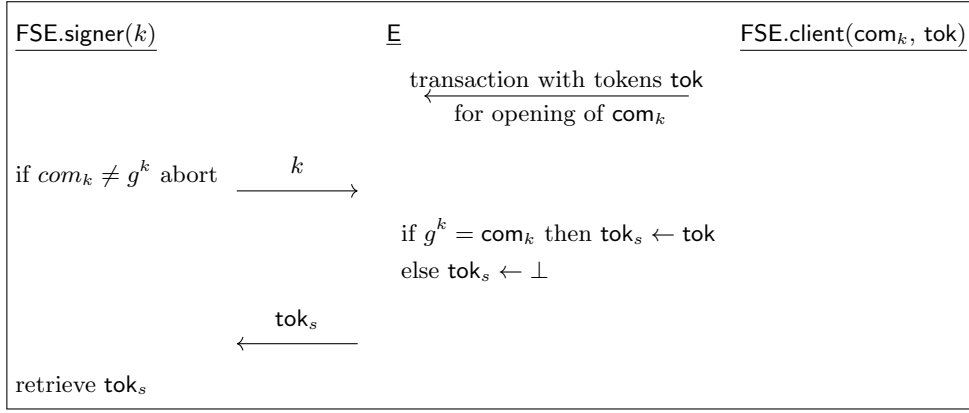 FSE.signer(k) E FSE.client(com_k, tok)
transaction with tokens tok
for opening of com_k
if com_k ≠ g^k abort k
if g^k = com_k then tok_s ← tok
else tok_s ← ⊥
tok_s
retrieve tok_s